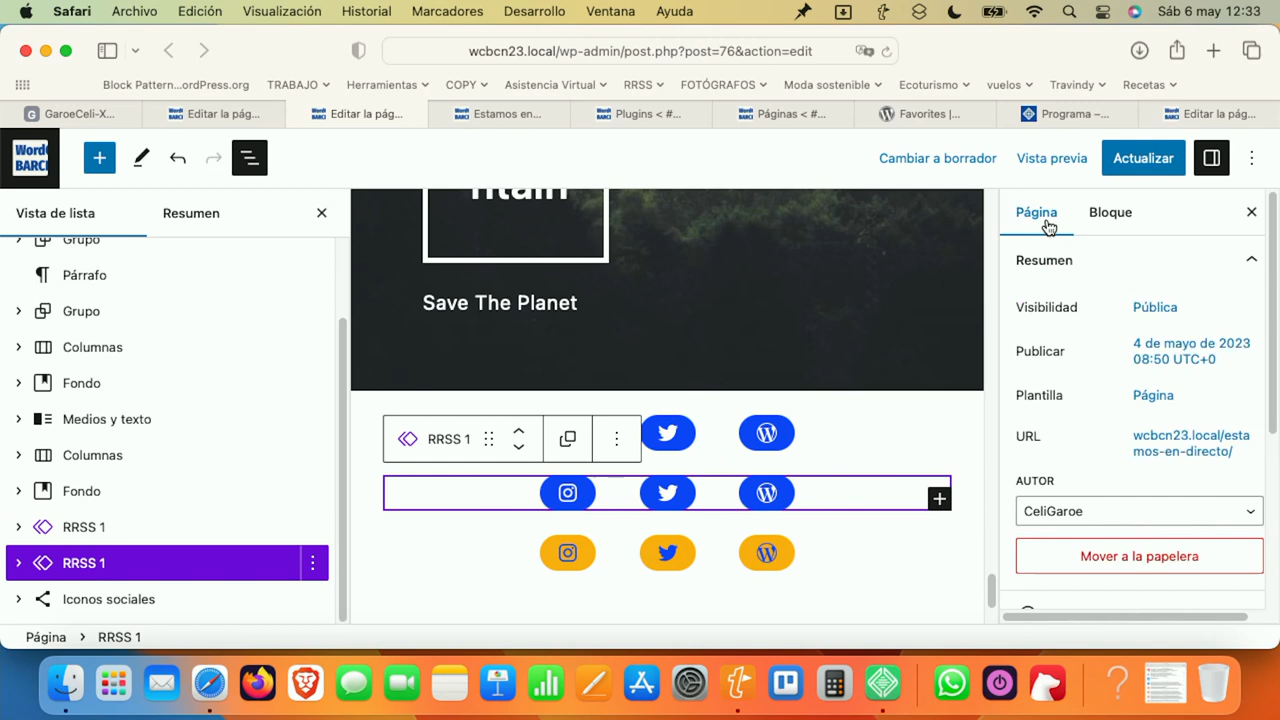 Safari Archivo Edición Visualización Historial Marcadores Desarrollo Ventana Ayuda Sáb 6 may 12:33
wcbcn23.local/wp-admin/post.php?post=76&action=edit
Block Pattern...ordPress.org TRABAJO Herramientas COPY Asistencia Virtual RRSS FOTÓGRAFOS Moda sostenible Ecoturismo vuelos Travindy Recetas
GaroeCeli-X... Editar la pág... Editar la pág... Estamos en... Plugins < #... Páginas < #... Favorites |... Programa –... Editar la pág...
Word
BARCI
Cambiar a borrador Vista previa Actualizar
Vista de lista Resumen
Grupo
Párrafo
Grupo
Columnas
Fondo
Medios y texto
Columnas
Fondo
RRSS 1
RRSS 1
Iconos sociales
Save The Planet
RRSS 1
Página Bloque
Resumen
Visibilidad Pública
Publicar 4 de mayo de 2023
08:50 UTC+0
Plantilla Página
URL wcbcn23.local/esta
mos-en-directo/
AUTOR
CeliGaroe
Mover a la papelera
Página > RRSS 1